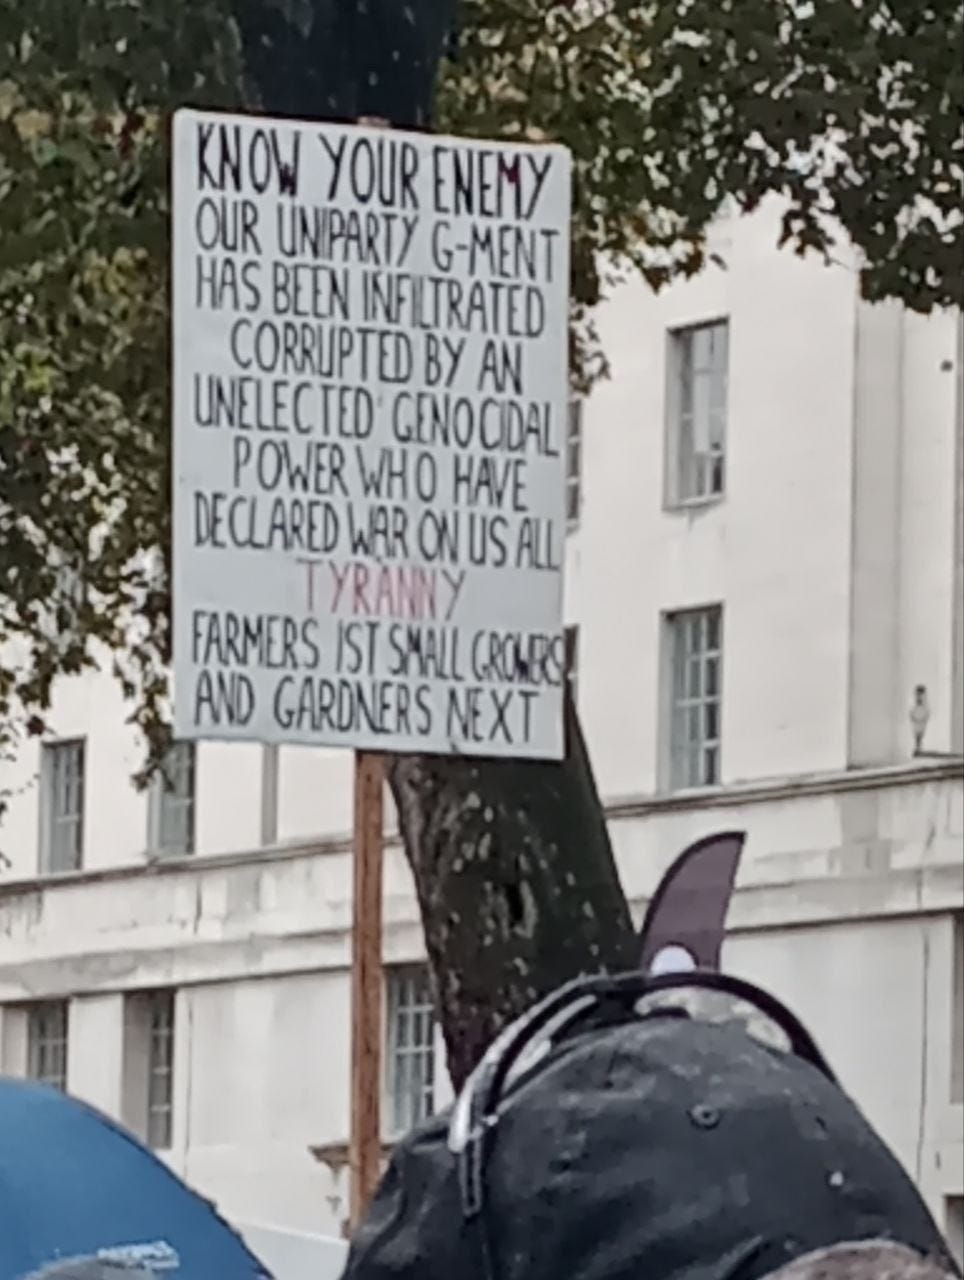 KNOW YOUR ENEMY
OUR UNIPARTY G-MENT
HAS BEEN INFILTRATED
CORRUPTED BY AN
UNELECTED GENOCIDAL
POWER WHO HAVE
DECLARED WAR ON US ALL
TYRANNY
FARMERS 1ST SMALL GROWERS
AND GARDNERS NEXT